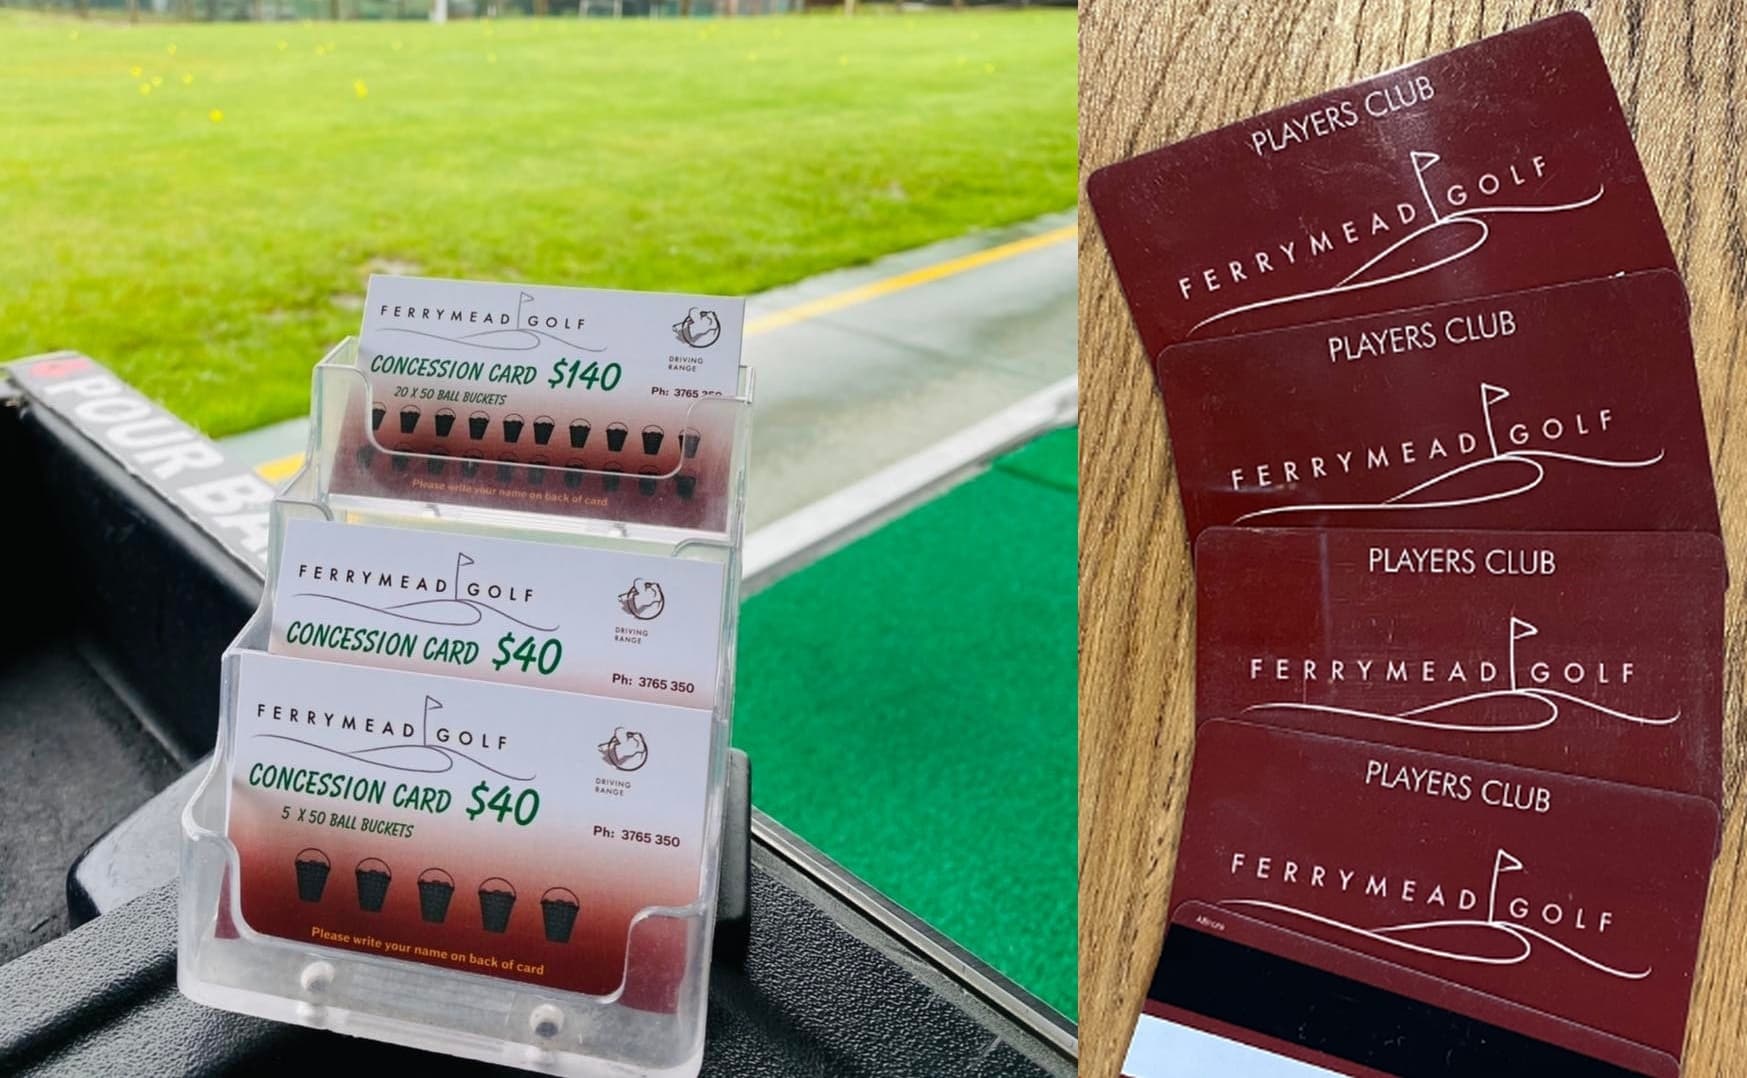 FERRYMEAD GOLF
DRIVING
RANGE
CONCESSION CARD $140
20 X 50 BALL BUCKETS
Ph: 3765 350
Please write your name on back of card
POUR
FERRYMEAD GOLF
DRIVING
RANGE
CONCESSION CARD $40
Ph: 3765 350
FERRYMEAD GOLF
DRIVING
RANGE
CONCESSION CARD $40
5 X 50 BALL BUCKETS
Ph: 3765 350
Please write your name on back of card
PLAYERS CLUB
FERRYMEAD GOLF
PLAYERS CLUB
FERRYMEAD GOLF
PLAYERS CLUB
FERRYMEAD GOLF
PLAYERS CLUB
FERRYMEAD GOLF